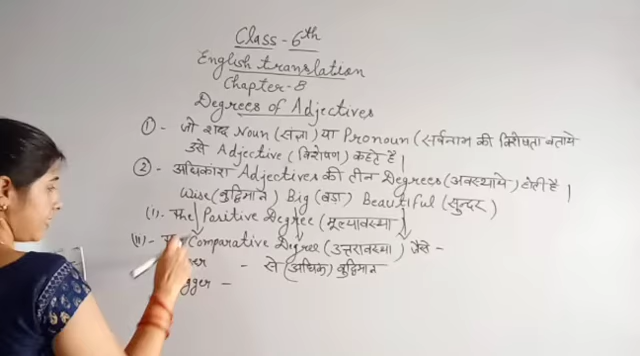 Class - 6th
English translation
Chapter-8
Degrees of Adjectives
① - जो शब्द Noun (संज्ञा) या Pronoun (सर्वनाम की विशेषता बताये
उसे Adjective (विशेषण) कहते हैं |
② - अधिकांश Adjectives की तीन Degrees (अवस्थाये) होती हैं |
Wise (बुद्धिमान) Big (बड़ा) Beautiful (सुन्दर)
(i). The Positive Degree (मूल्यावस्था)
(ii) - Comparative Degree (उत्तरावस्था) जैसे -
- से (अधिक) बुद्धिमान
gger -